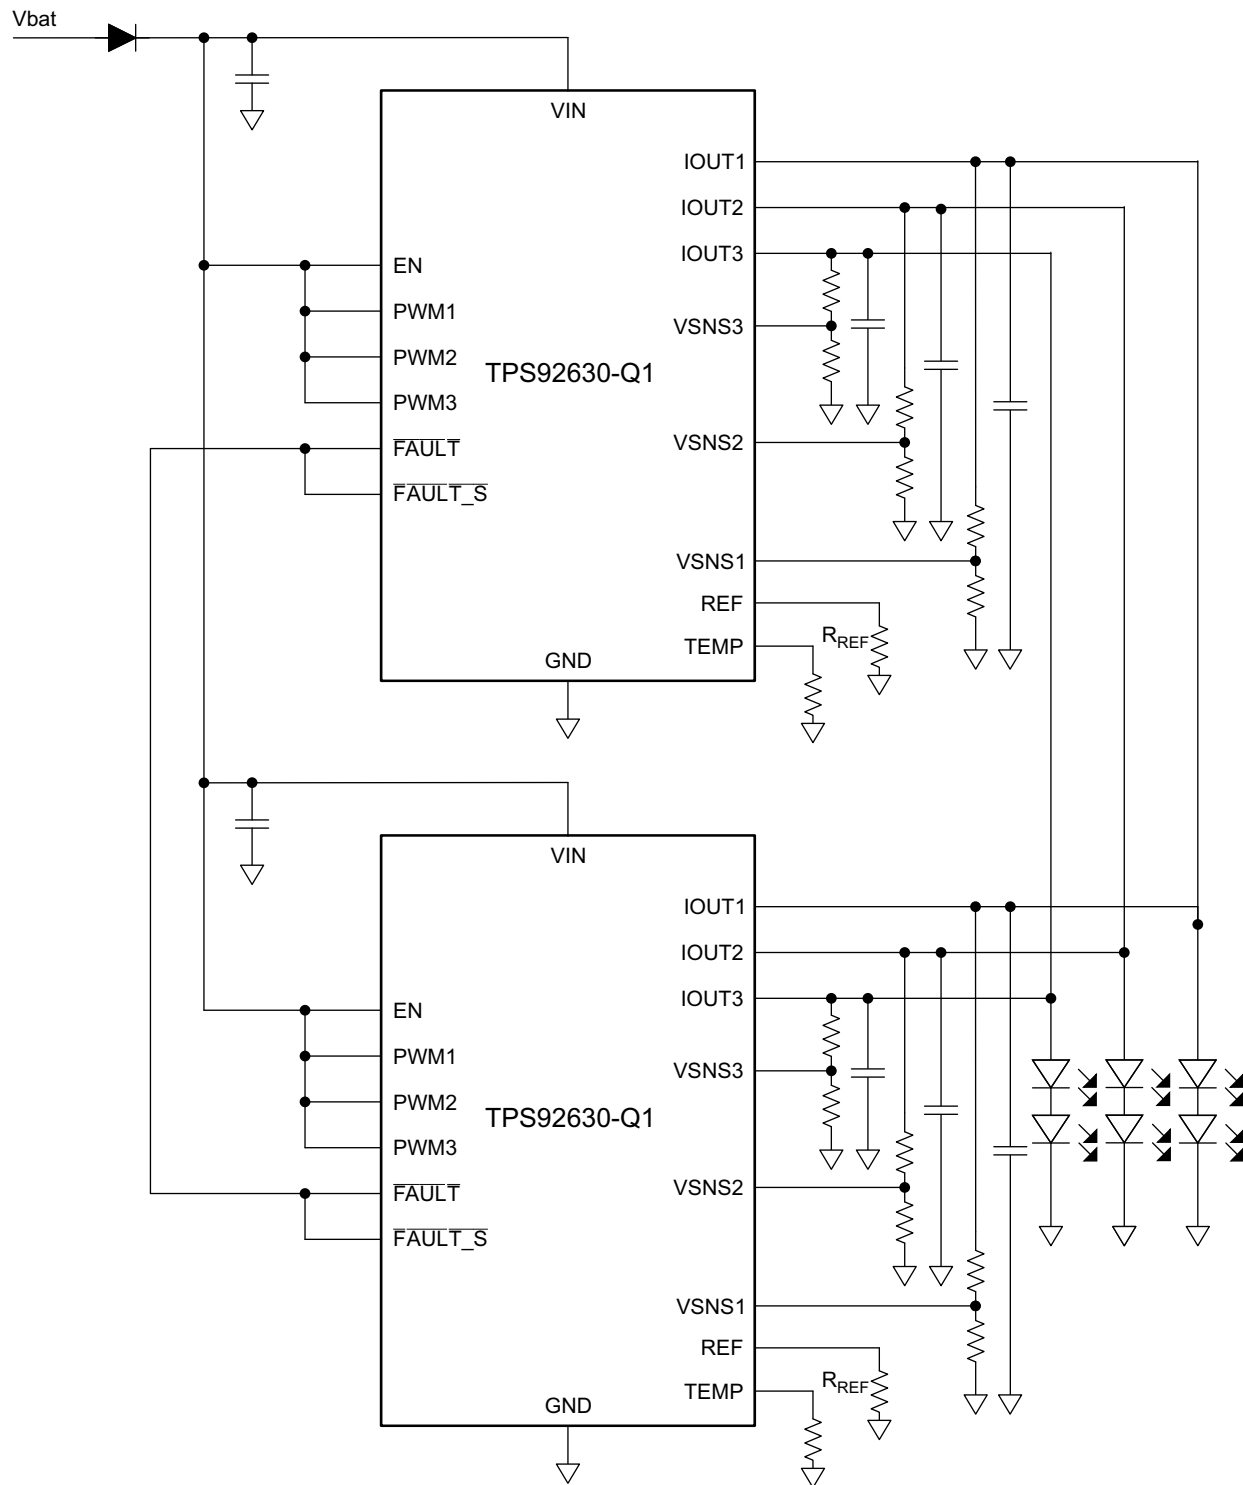 Vbat
VIN
IOUT1
IOUT2
IOUT3
EN
PWM1
VSNS3
PWM2
TPS92630-Q1
PWM3
FAULT
VSNS2
FAULT_S
VSNS1
REF
RREF
TEMP
GND
VIN
IOUT1
IOUT2
IOUT3
EN
PWM1
VSNS3
PWM2
TPS92630-Q1
PWM3
FAULT
VSNS2
FAULT_S
VSNS1
REF
RREF
TEMP
GND